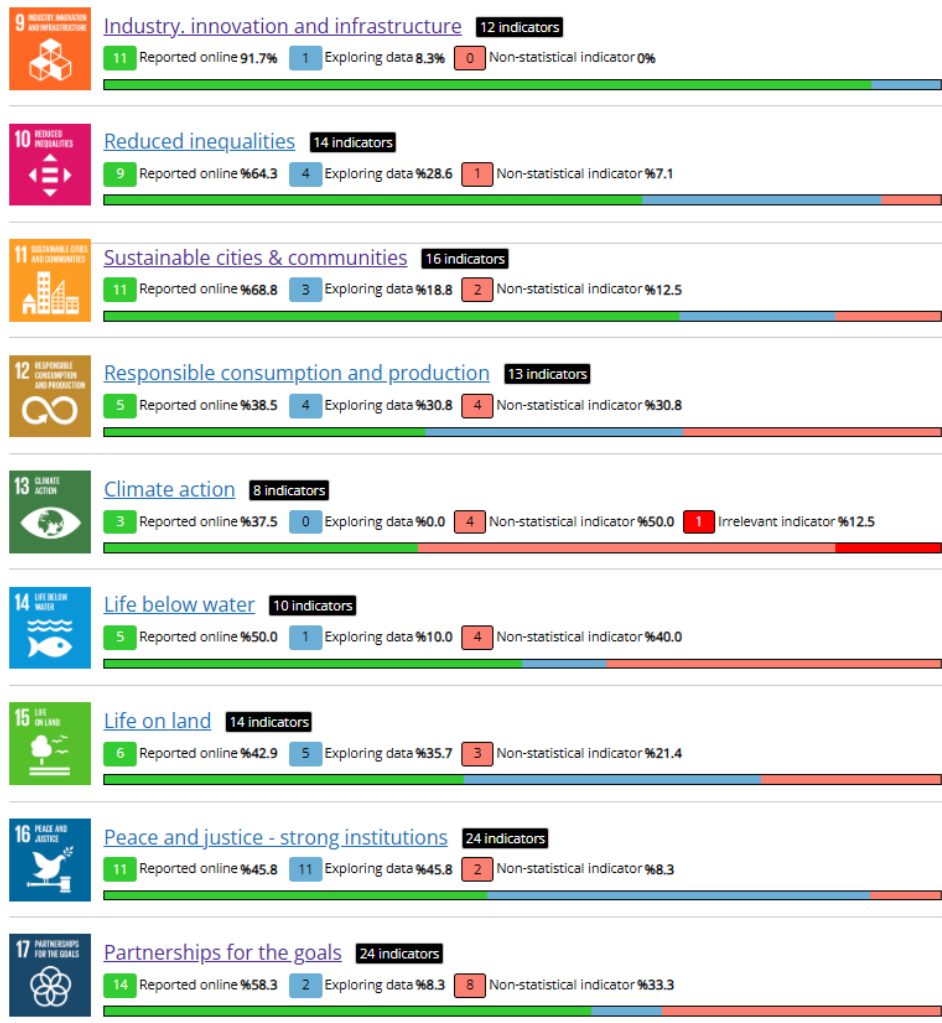 9 INDUSTRY, INNOVATION
AND INFRASTRUCTURE
Industry. innovation and infrastructure 12 indicators
11 Reported online 91.7% 1 Exploring data 8.3% 0 Non-statistical indicator 0%
10 REDUCED
INEQUALITIES
Reduced inequalities 14 indicators
9 Reported online %64.3 4 Exploring data %28.6 1 Non-statistical indicator %7.1
11 SUSTAINABLE CITIES
AND COMMUNITIES
Sustainable cities & communities 16 indicators
11 Reported online %68.8 3 Exploring data %18.8 2 Non-statistical indicator %12.5
12 RESPONSIBLE
CONSUMPTION
AND PRODUCTION
Responsible consumption and production 13 indicators
5 Reported online %38.5 4 Exploring data %30.8 4 Non-statistical indicator %30.8
13 CLIMATE
ACTION
Climate action 8 indicators
3 Reported online %37.5 0 Exploring data %0.0 4 Non-statistical indicator %50.0 1 Irrelevant indicator %12.5
14 LIFE BELOW
WATER
Life below water 10 indicators
5 Reported online %50.0 1 Exploring data %10.0 4 Non-statistical indicator %40.0
15 LIFE
ON LAND
Life on land 14 indicators
6 Reported online %42.9 5 Exploring data %35.7 3 Non-statistical indicator %21.4
16 PEACE AND
JUSTICE
Peace and justice - strong institutions 24 indicators
11 Reported online %45.8 11 Exploring data %45.8 2 Non-statistical indicator %8.3
17 PARTNERSHIPS
FOR THE GOALS
Partnerships for the goals 24 indicators
14 Reported online %58.3 2 Exploring data %8.3 8 Non-statistical indicator %33.3